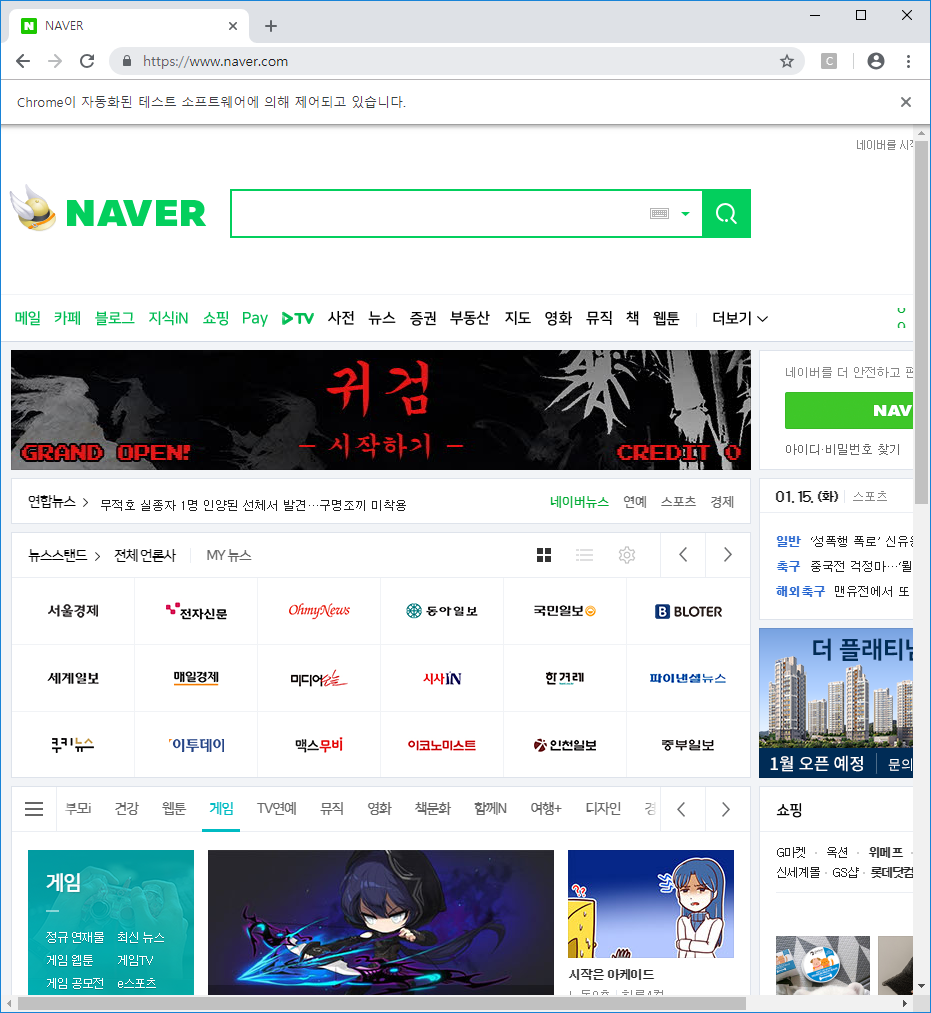 NAVER
https://www.naver.com
C
Chrome이 자동화된 테스트 소프트웨어에 의해 제어되고 있습니다.
네이버를 시작
NAVER
메일 카페 블로그 지식iN 쇼핑 Pay TV 사전 뉴스 증권 부동산 지도 영화 뮤직 책 웹툰 더보기
귀검
- 시작하기 -
GRAND OPEN! CREDIT 0
네이버를 더 안전하고
NAV
아이디·비밀번호 찾기
연합뉴스 무적호 실종자 1명 인양된 선체서 발견…구명조끼 미착용 네이버뉴스 연예 스포츠 경제
01. 15. (화) 스포츠
일반 '성폭행 폭로' 신유용
축구 중국전 걱정마…'월
해외축구 맨유전에서 또
뉴스스탠드 전체 언론사 MY 뉴스
서울경제 전자신문 OhmyNews 동아일보 국민일보 B BLOTER
세계일보 매일경제 미디어오늘 시사IN 한겨레 파이낸셜뉴스
쿠키뉴스 이투데이 맥스무비 이코노미스트 인천일보 중부일보
더 플래티넘
1월 오픈 예정 문의
부모i 건강 웹툰 게임 TV연예 뮤직 영화 책문화 함께N 여행+ 디자인
쇼핑
G마켓 · 옥션 · 위메프 ·
신세계몰 · GS샵 · 롯데닷컴
게임
정규 연재물 최신 뉴스
게임 웹툰 게임TV
게임 공모전 e스포츠
??
시작은 아케이드